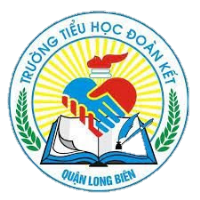 TRƯỜNG TIỂU HỌC ĐOÀN KẾT
QUẬN LONG BIÊN